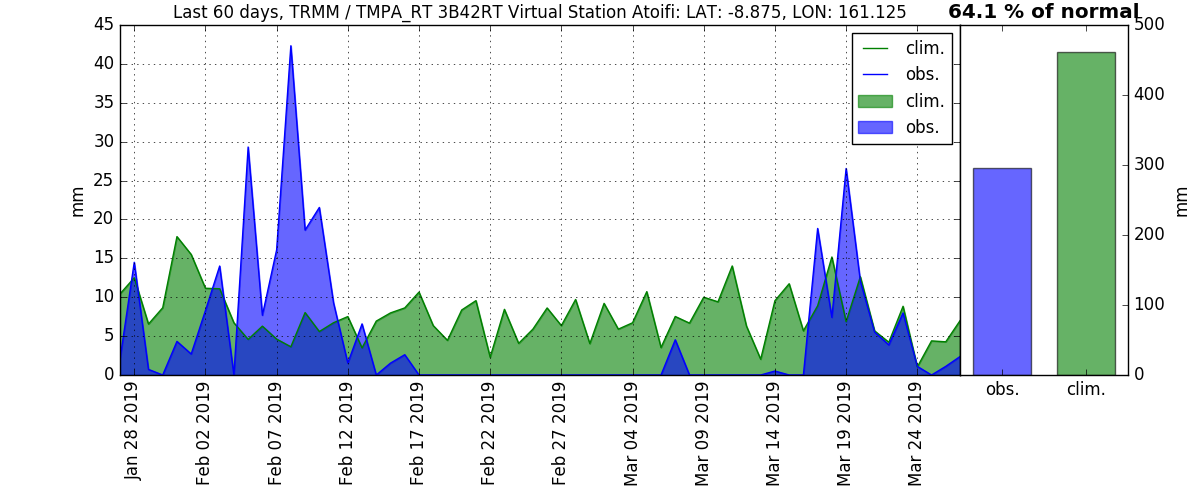 Last 60 days, TRMM / TMPA_RT 3B42RT Virtual Station Atoifi: LAT: -8.875, LON: 161.125
64.1 % of normal
45
40
35
30
25
20
15
10
5
0
mm
clim.
obs.
clim.
obs.
500
400
300
200
100
0
mm
Jan 28 2019
Feb 02 2019
Feb 07 2019
Feb 12 2019
Feb 17 2019
Feb 22 2019
Feb 27 2019
Mar 04 2019
Mar 09 2019
Mar 14 2019
Mar 19 2019
Mar 24 2019
obs.
clim.